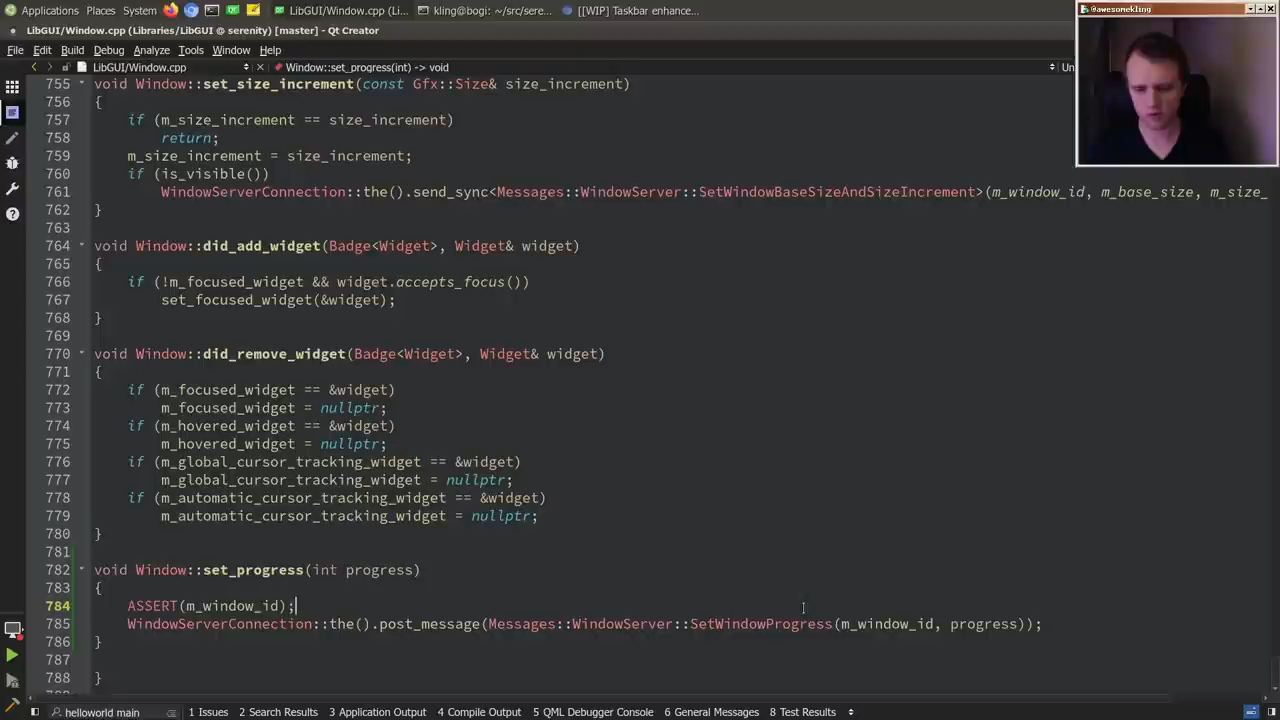 Applications Places System LibGUI/Window.cpp (Li... kling@bogi: ~/src/sere... [WIP] Taskbar enhance...
@awesomekling
LibGUI/Window.cpp (Libraries/LibGUI @ serenity) [master] - Qt Creator
File Edit Build Debug Analyze Tools Window Help
LibGUI/Window.cpp Window::set_progress(int) -> void Un
755 void Window::set_size_increment(const Gfx::Size& size_increment)
756 {
757 if (m_size_increment == size_increment)
758 return;
759 m_size_increment = size_increment;
760 if (is_visible())
761 WindowServerConnection::the().send_sync<Messages::WindowServer::SetWindowBaseSizeAndSizeIncrement>(m_window_id, m_base_size, m_size_
762 }
763
764 void Window::did_add_widget(Badge<Widget>, Widget& widget)
765 {
766 if (!m_focused_widget && widget.accepts_focus())
767 set_focused_widget(&widget);
768 }
769
770 void Window::did_remove_widget(Badge<Widget>, Widget& widget)
771 {
772 if (m_focused_widget == &widget)
773 m_focused_widget = nullptr;
774 if (m_hovered_widget == &widget)
775 m_hovered_widget = nullptr;
776 if (m_global_cursor_tracking_widget == &widget)
777 m_global_cursor_tracking_widget = nullptr;
778 if (m_automatic_cursor_tracking_widget == &widget)
779 m_automatic_cursor_tracking_widget = nullptr;
780 }
781
782 void Window::set_progress(int progress)
783 {
784 ASSERT(m_window_id);
785 WindowServerConnection::the().post_message(Messages::WindowServer::SetWindowProgress(m_window_id, progress));
786 }
787
788 }
helloworld main 1 Issues 2 Search Results 3 Application Output 4 Compile Output 5 QML Debugger Console 6 General Messages 8 Test Results